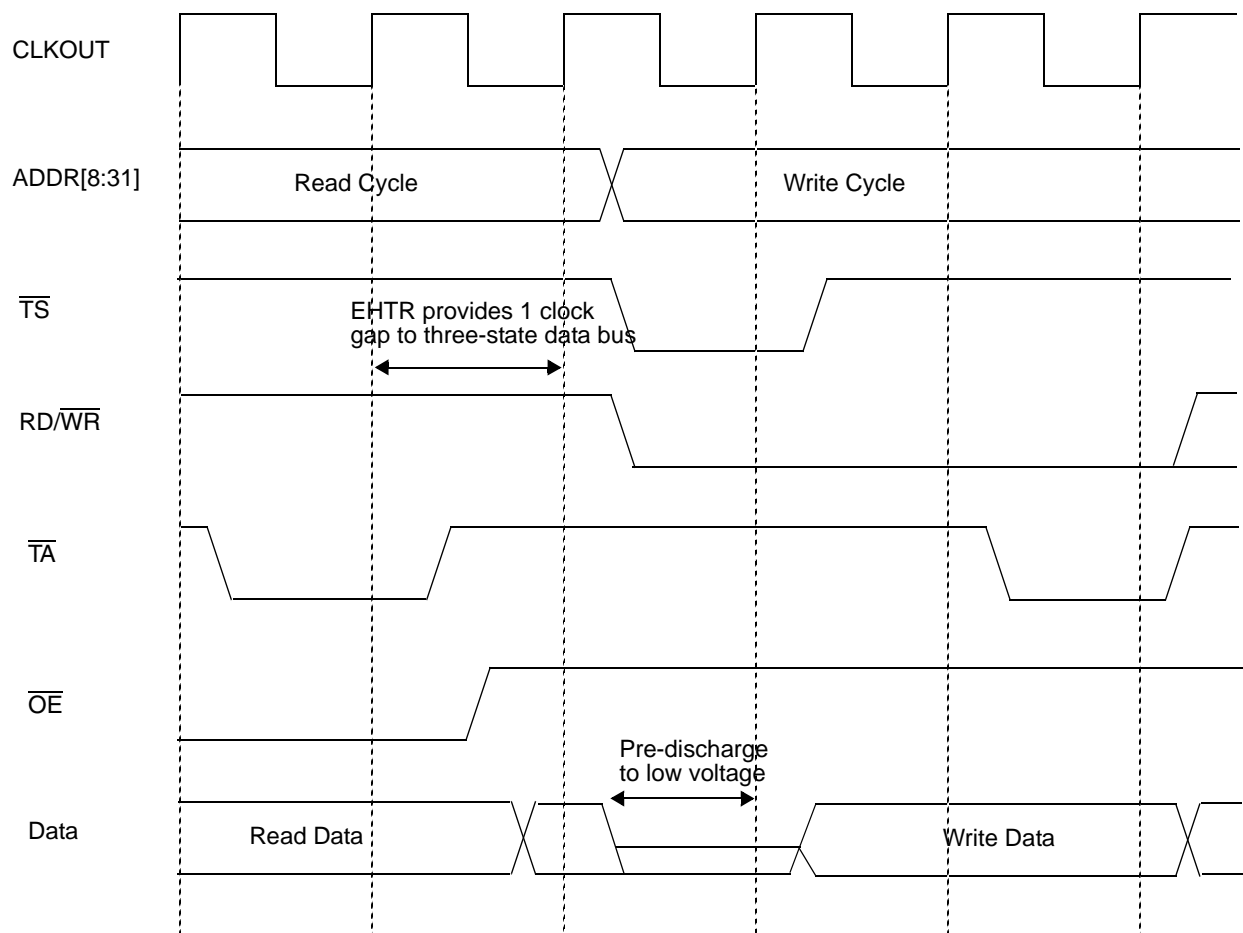 CLKOUT
ADDR[8:31]
Read Cycle
Write Cycle
TS
EHTR provides 1 clock
gap to three-state data bus
RD/WR
TA
OE
Pre-discharge
to low voltage
Data
Read Data
Write Data